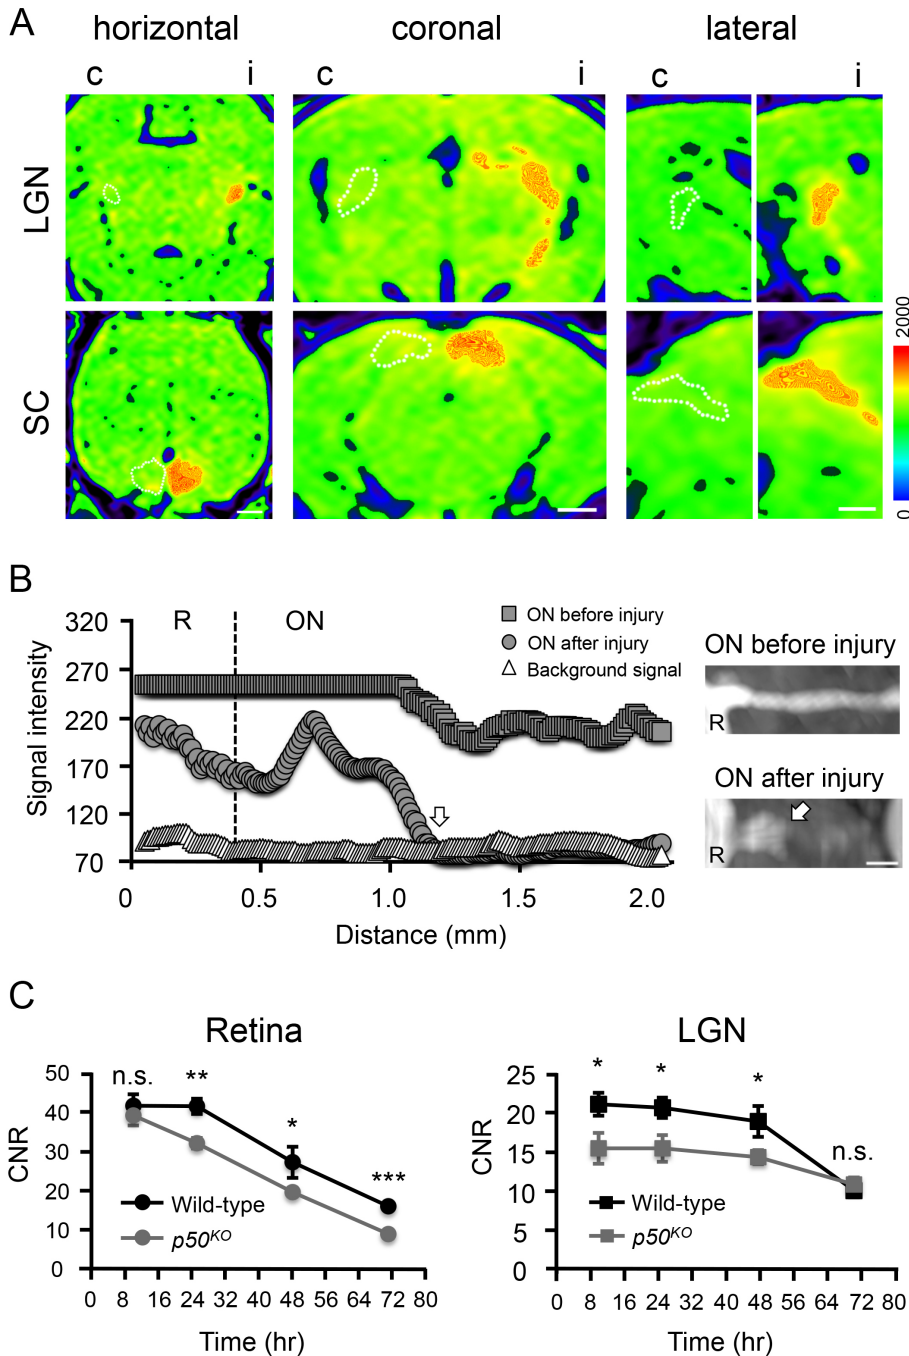 A
horizontal coronal lateral
c i c i c i
LGN
SC
2000
0
B
R ON
320
270
220
170
120
70
Signal intensity
0 0.5 1.0 1.5 2.0
Distance (mm)
ON before injury
ON after injury
Background signal
ON before injury
R
ON after injury
R
C
Retina
n.s. ** * ***
50
40
30
20
10
0
CNR
Wild-type
p50KO
0 8 16 24 32 40 48 56 64 72 80
Time (hr)
LGN
* * * n.s.
25
20
15
10
5
0
CNR
Wild-type
p50KO
0 8 16 24 32 40 48 56 64 72 80
Time (hr)